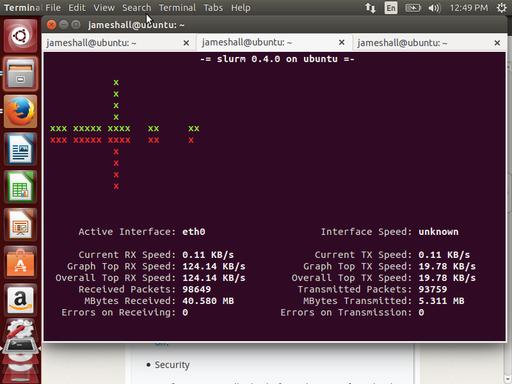 Terminal File Edit View Search Terminal Tabs Help En 12:49 PM
jameshall@ubuntu: ~
jameshall@ubuntu: ~ × jameshall@ubuntu: ~ × jameshall@ubuntu: ~ ×
-= slurm 0.4.0 on ubuntu =-
x
x
x
x
xxx xxxxx xxxx xx xx
xxx xxxxx xxxx xx x
x
x
x
x
Active Interface: eth0 Interface Speed: unknown
Current RX Speed: 0.11 KB/s Current TX Speed: 0.11 KB/s
Graph Top RX Speed: 124.14 KB/s Graph Top TX Speed: 19.78 KB/s
Overall Top RX Speed: 124.14 KB/s Overall Top TX Speed: 19.78 KB/s
Received Packets: 98649 Transmitted Packets: 93759
MBytes Received: 40.580 MB MBytes Transmitted: 5.311 MB
Errors on Receiving: 0 Errors on Transmission: 0
• Security